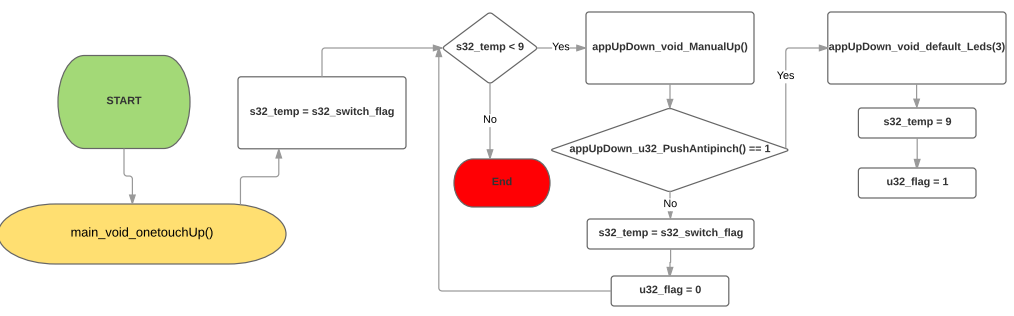 START
main_void_onetouchUp()
s32_temp = s32_switch_flag
s32_temp < 9
Yes
No
End
appUpDown_void_ManualUp()
appUpDown_u32_PushAntipinch() == 1
Yes
No
s32_temp = s32_switch_flag
u32_flag = 0
appUpDown_void_default_Leds(3)
s32_temp = 9
u32_flag = 1